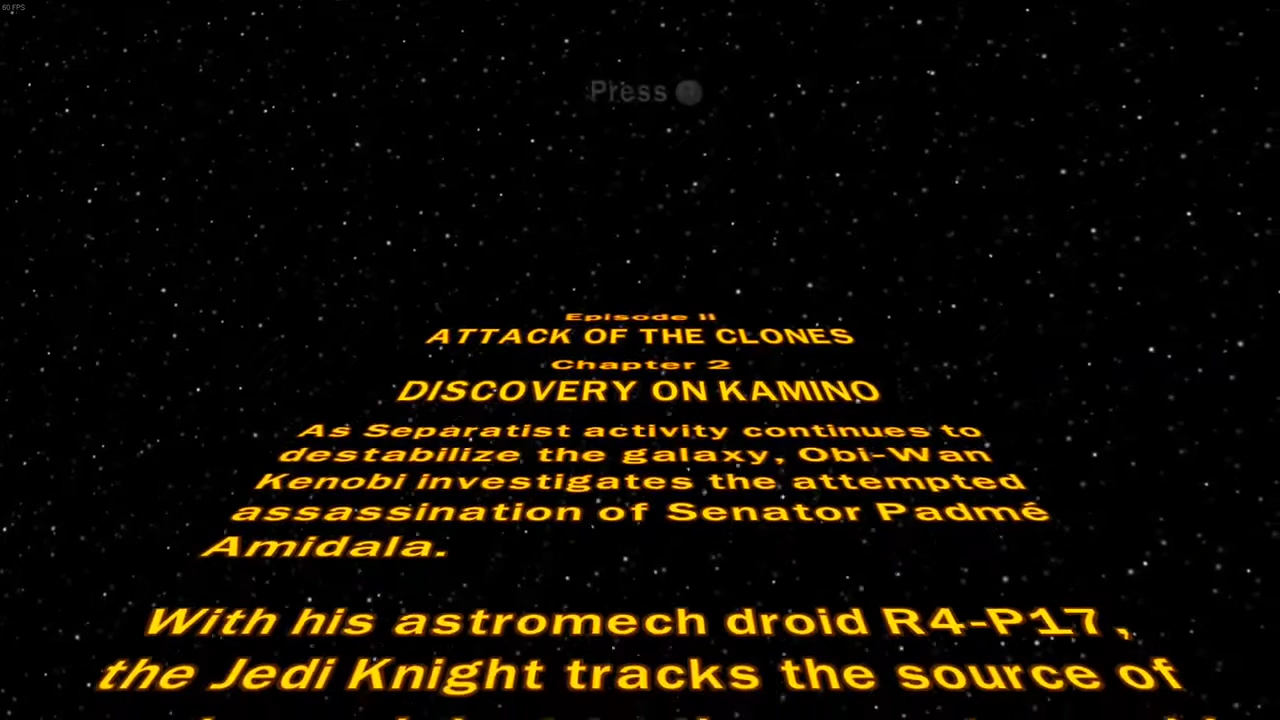 60 FPS
Press
Episode II
ATTACK OF THE CLONES
Chapter 2
DISCOVERY ON KAMINO
As Separatist activity continues to
destabilize the galaxy, Obi-Wan
Kenobi investigates the attempted
assassination of Senator Padmé
Amidala.
With his astromech droid R4-P17,
the Jedi Knight tracks the source of